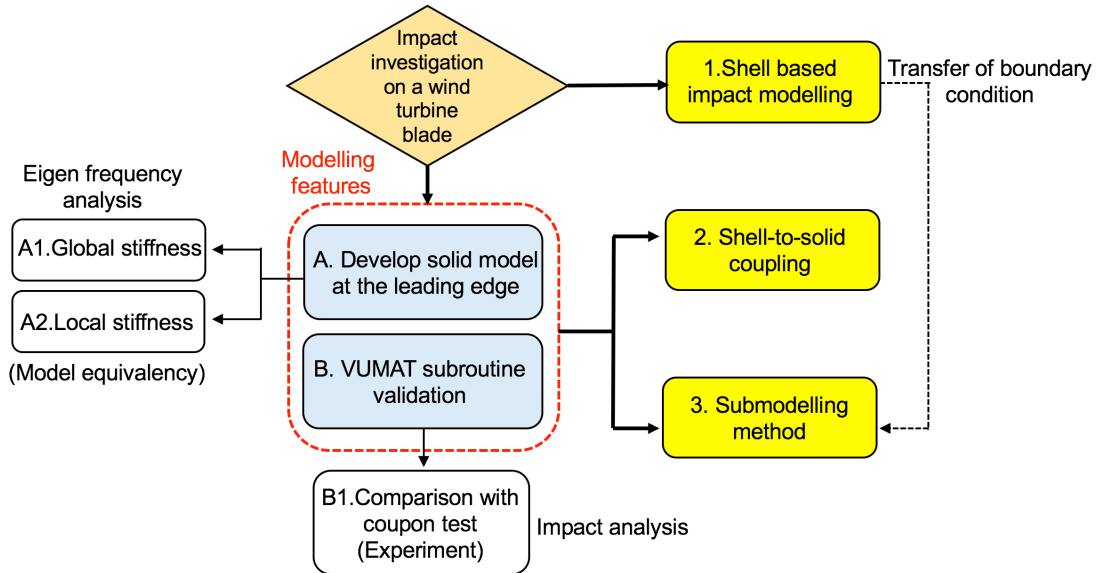 Impact
investigation
on a wind
turbine
blade
1.Shell based
impact modelling
Transfer of boundary
condition
Modelling
features
Eigen frequency
analysis
A1.Global stiffness
A2.Local stiffness
(Model equivalency)
A. Develop solid model
at the leading edge
B. VUMAT subroutine
validation
2. Shell-to-solid
coupling
3. Submodelling
method
B1.Comparison with
coupon test
(Experiment)
Impact analysis